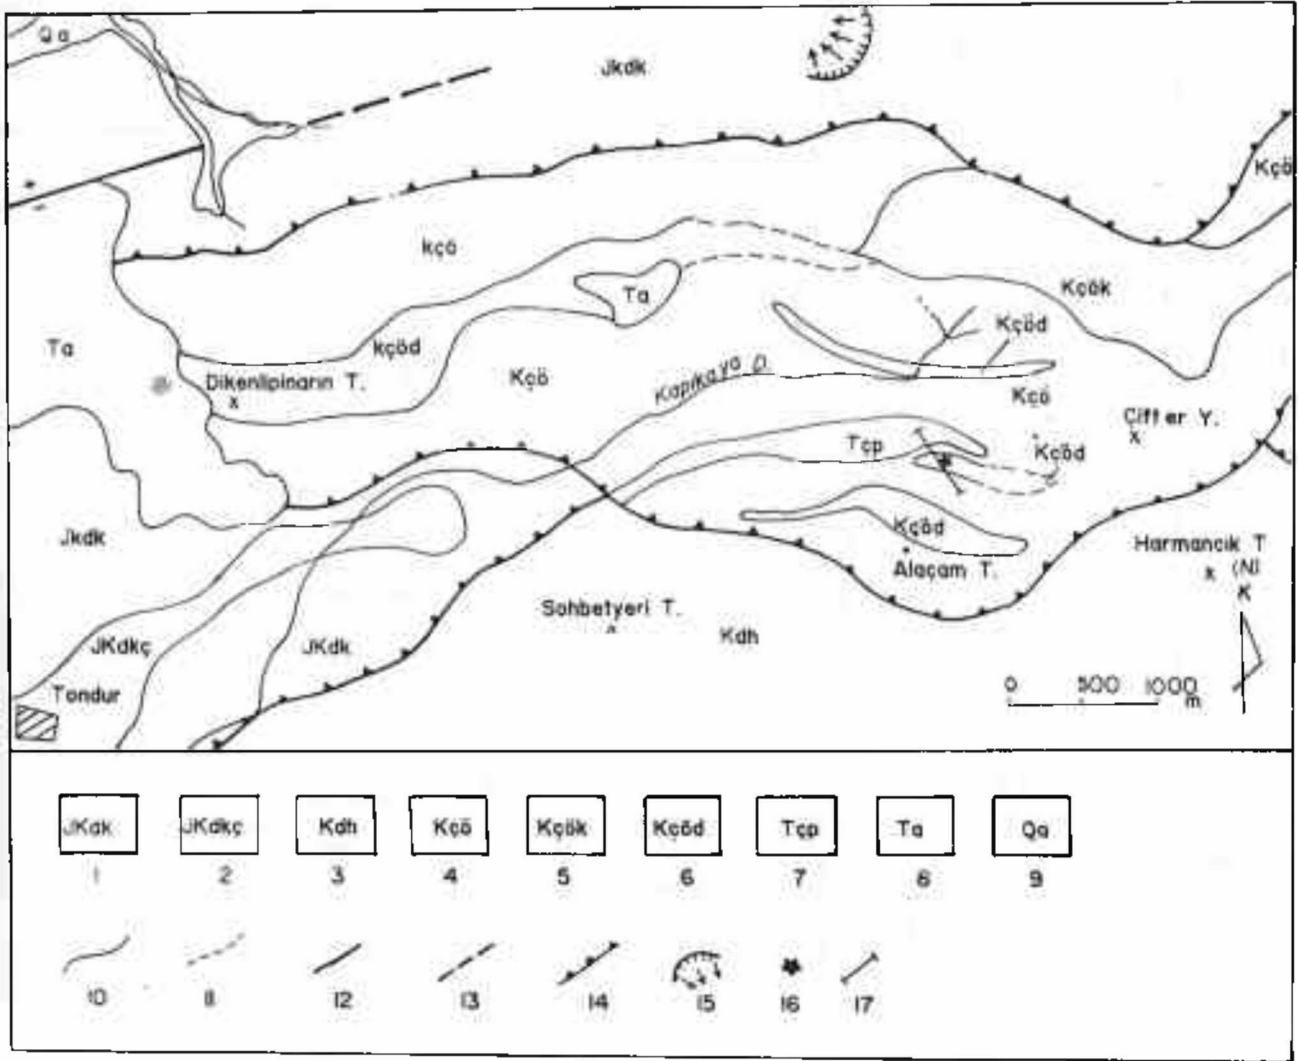 Qa
Jkdk
Kçö
kçö
Kçök
Ta
Ta
kçöd
Kçöd
Dikenlipinarın T.
Kçö
Kapıkaya D.
Kçö
Çifter Y.
Tçp
Kçöd
Jkdk
Kçöd
Alaçam T.
Harmancık T
(N)
K
Sohbetyeri T.
Kdh
JKdkç
JKdk
Tondur
0 500 1000
m
JKdk JKdkç Kdh Kçö Kçök Kçöd Tçp Ta Qa
1 2 3 4 5 6 7 8 9
10 11 12 13 14 15 16 17